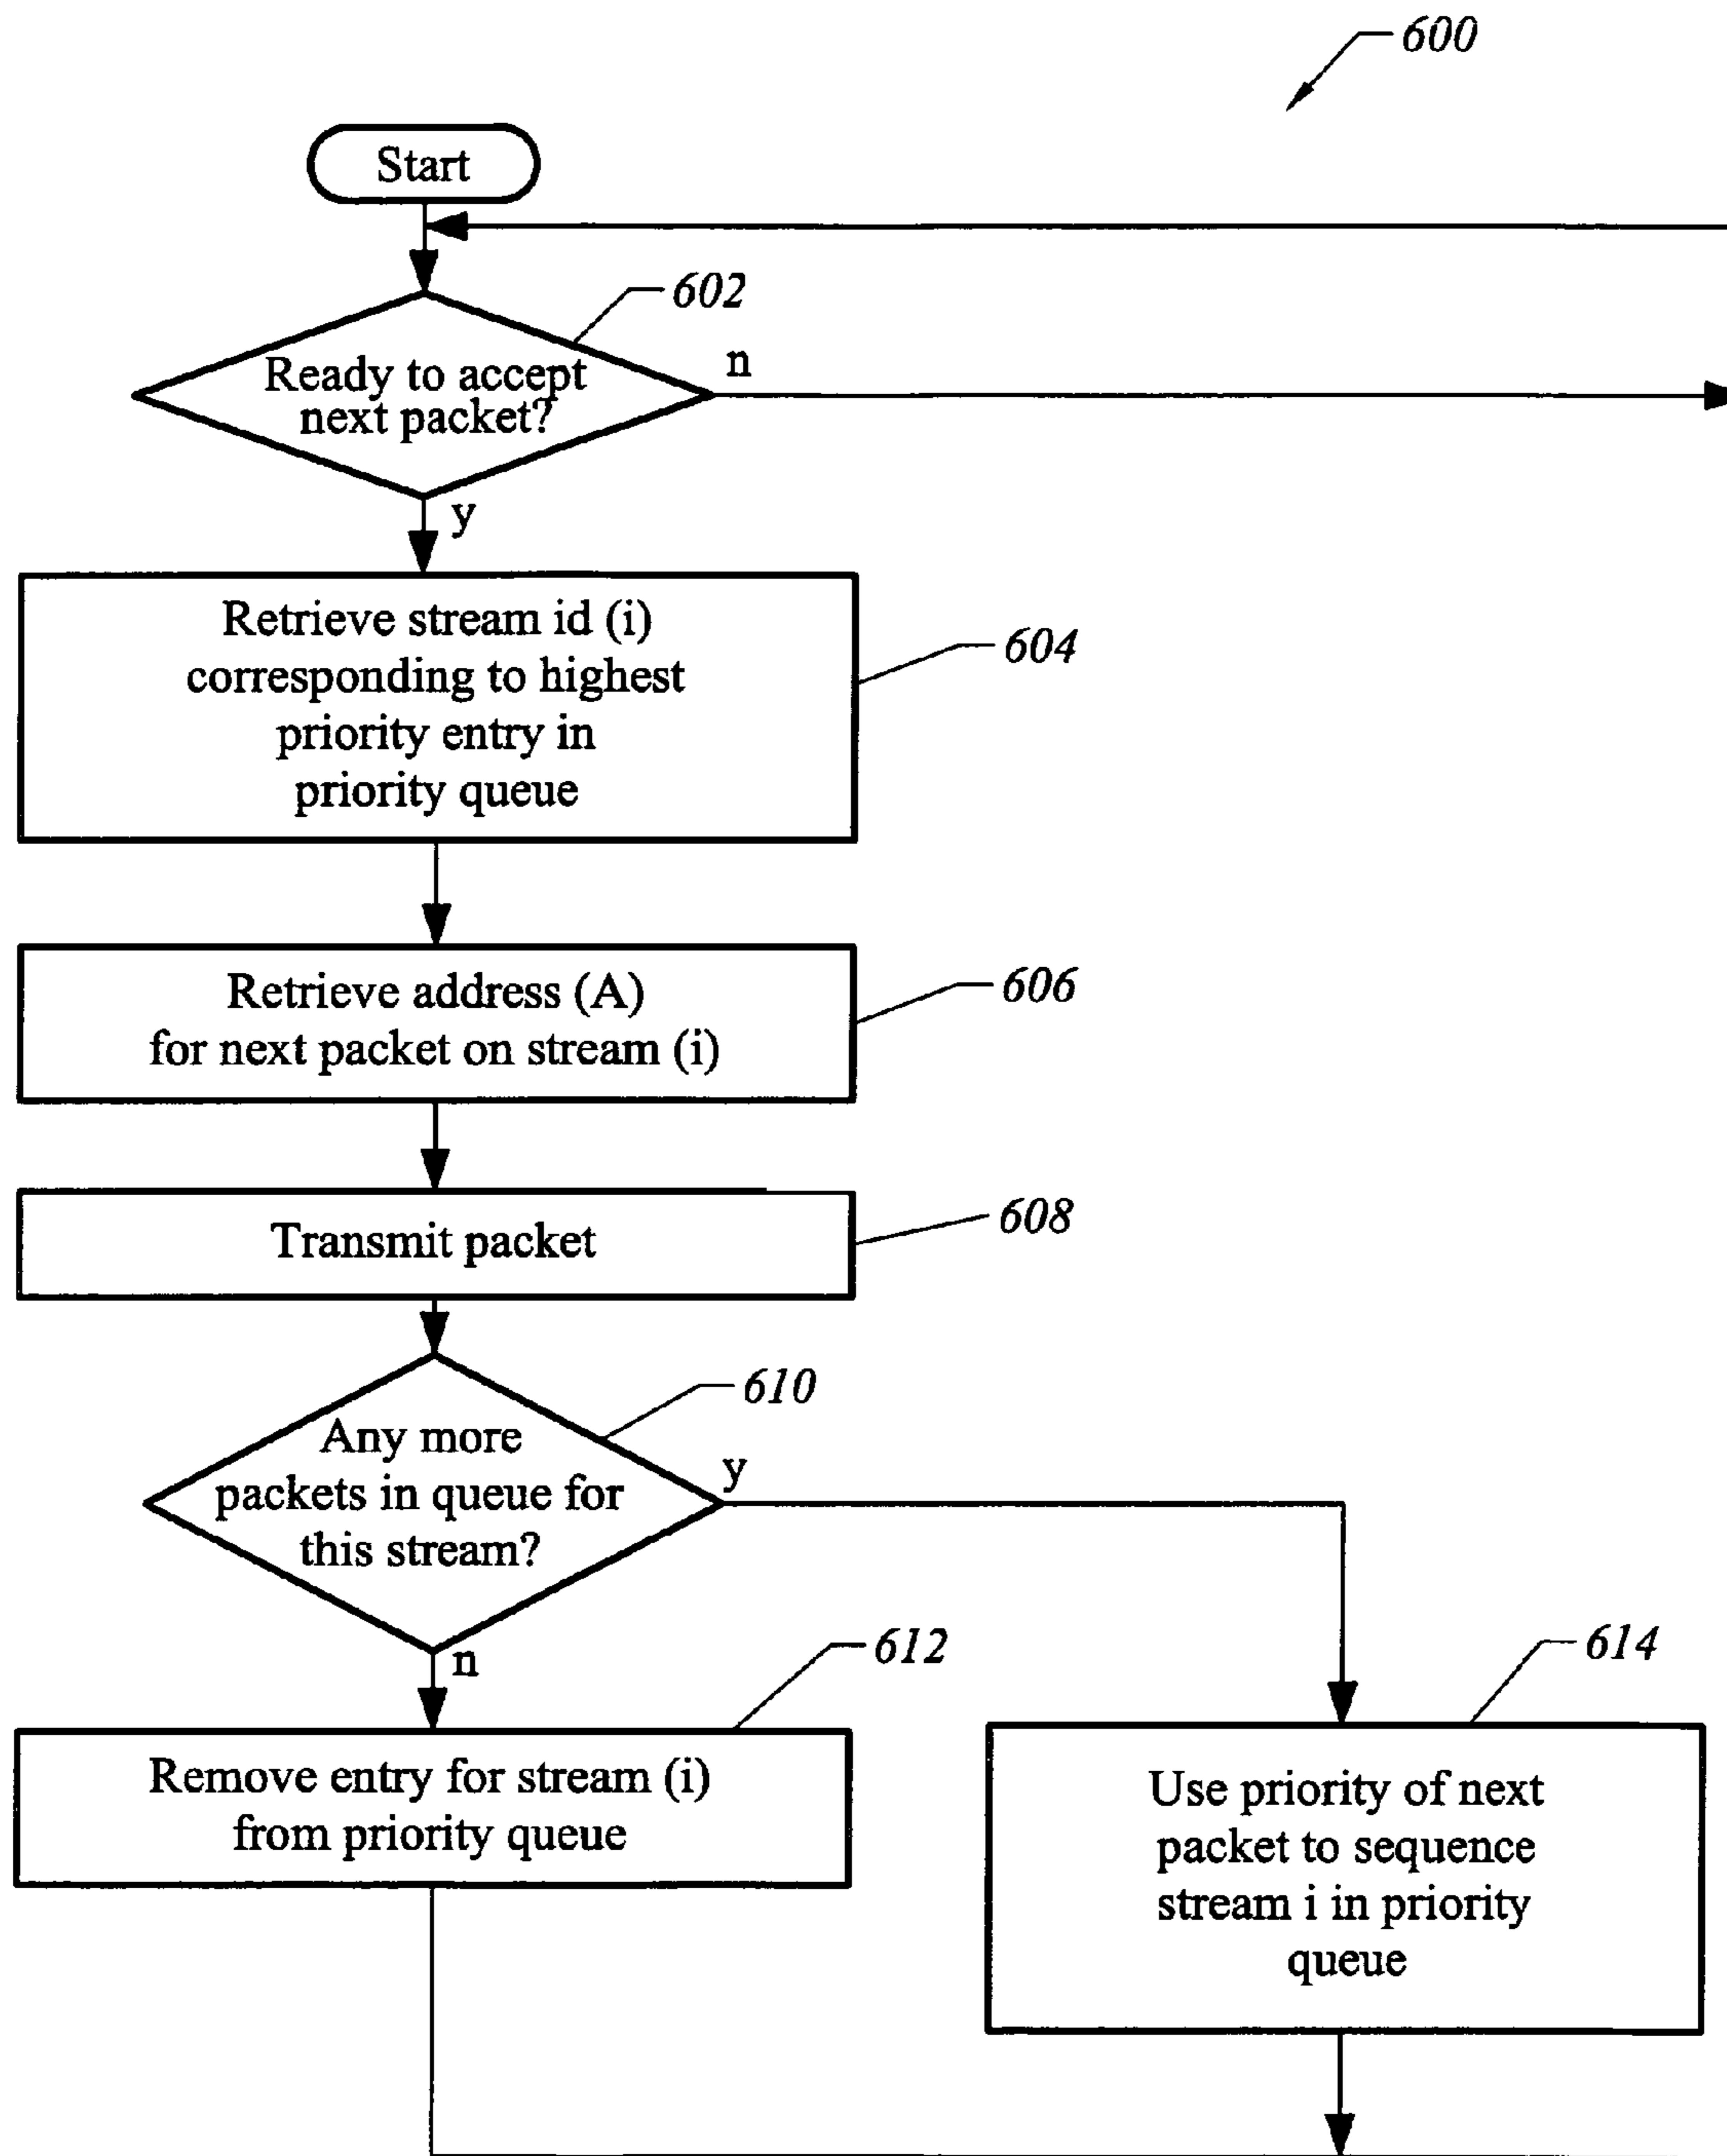 600
Start
602
Ready to accept
next packet?
n
y
Retrieve stream id (i)
corresponding to highest
priority entry in
priority queue
604
Retrieve address (A)
for next packet on stream (i)
606
Transmit packet
608
610
Any more
packets in queue for
this stream?
y
n
612
614
Remove entry for stream (i)
from priority queue
Use priority of next
packet to sequence
stream i in priority
queue